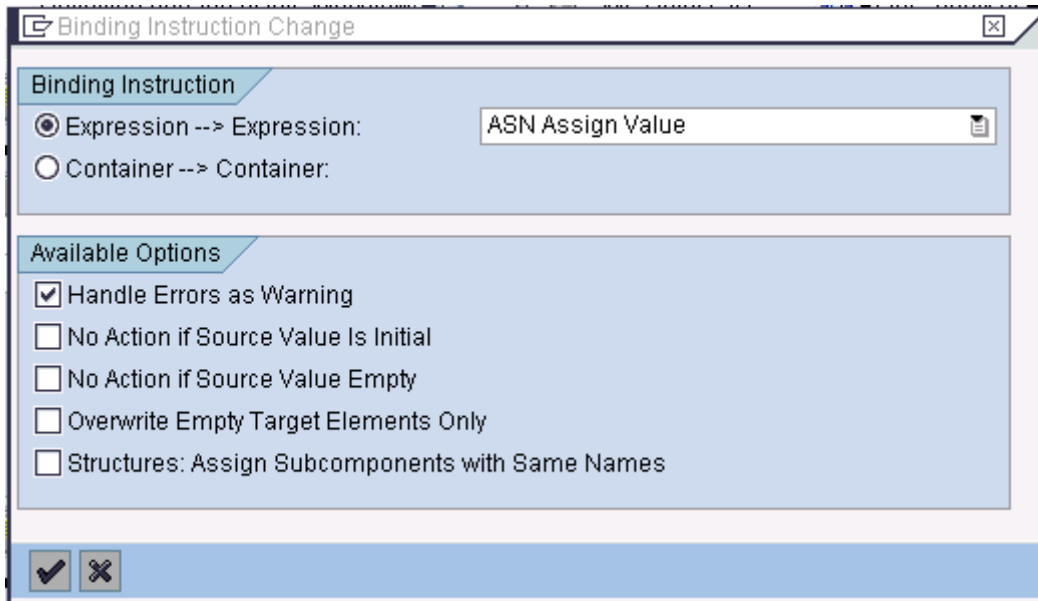 Binding Instruction Change
Binding Instruction
Expression --> Expression:
ASN Assign Value
Container --> Container:
Available Options
Handle Errors as Warning
No Action if Source Value Is Initial
No Action if Source Value Empty
Overwrite Empty Target Elements Only
Structures: Assign Subcomponents with Same Names